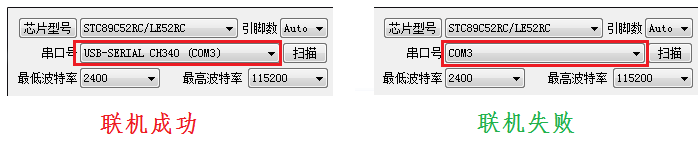 芯片型号 STC89C52RC/LE52RC 引脚数 Auto
串口号 USB-SERIAL CH340 (COM3) 扫描
最低波特率 2400 最高波特率 115200
联机成功
芯片型号 STC89C52RC/LE52RC 引脚数 Auto
串口号 COM3 扫描
最低波特率 2400 最高波特率 115200
联机失败